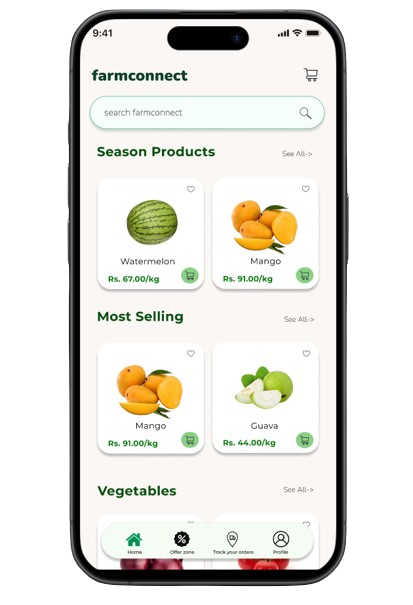 9:41
farmconnect
search farmconnect
Season Products
See All->
Watermelon
Rs. 67.00/kg
Mango
Rs. 91.00/kg
Most Selling
See All->
Mango
Rs. 91.00/kg
Guava
Rs. 44.00/kg
Vegetables
See All->
Home
Offer zone
Track your orders
Profile